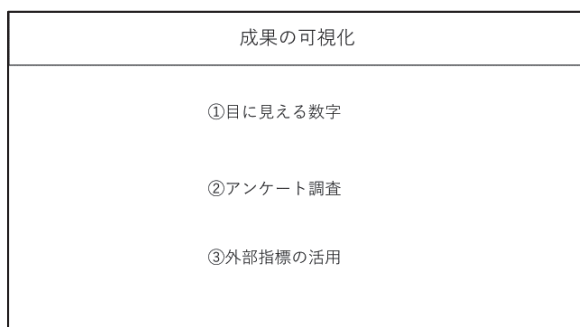 成果の可視化
①目に見える数字
②アンケート調査
③外部指標の活用